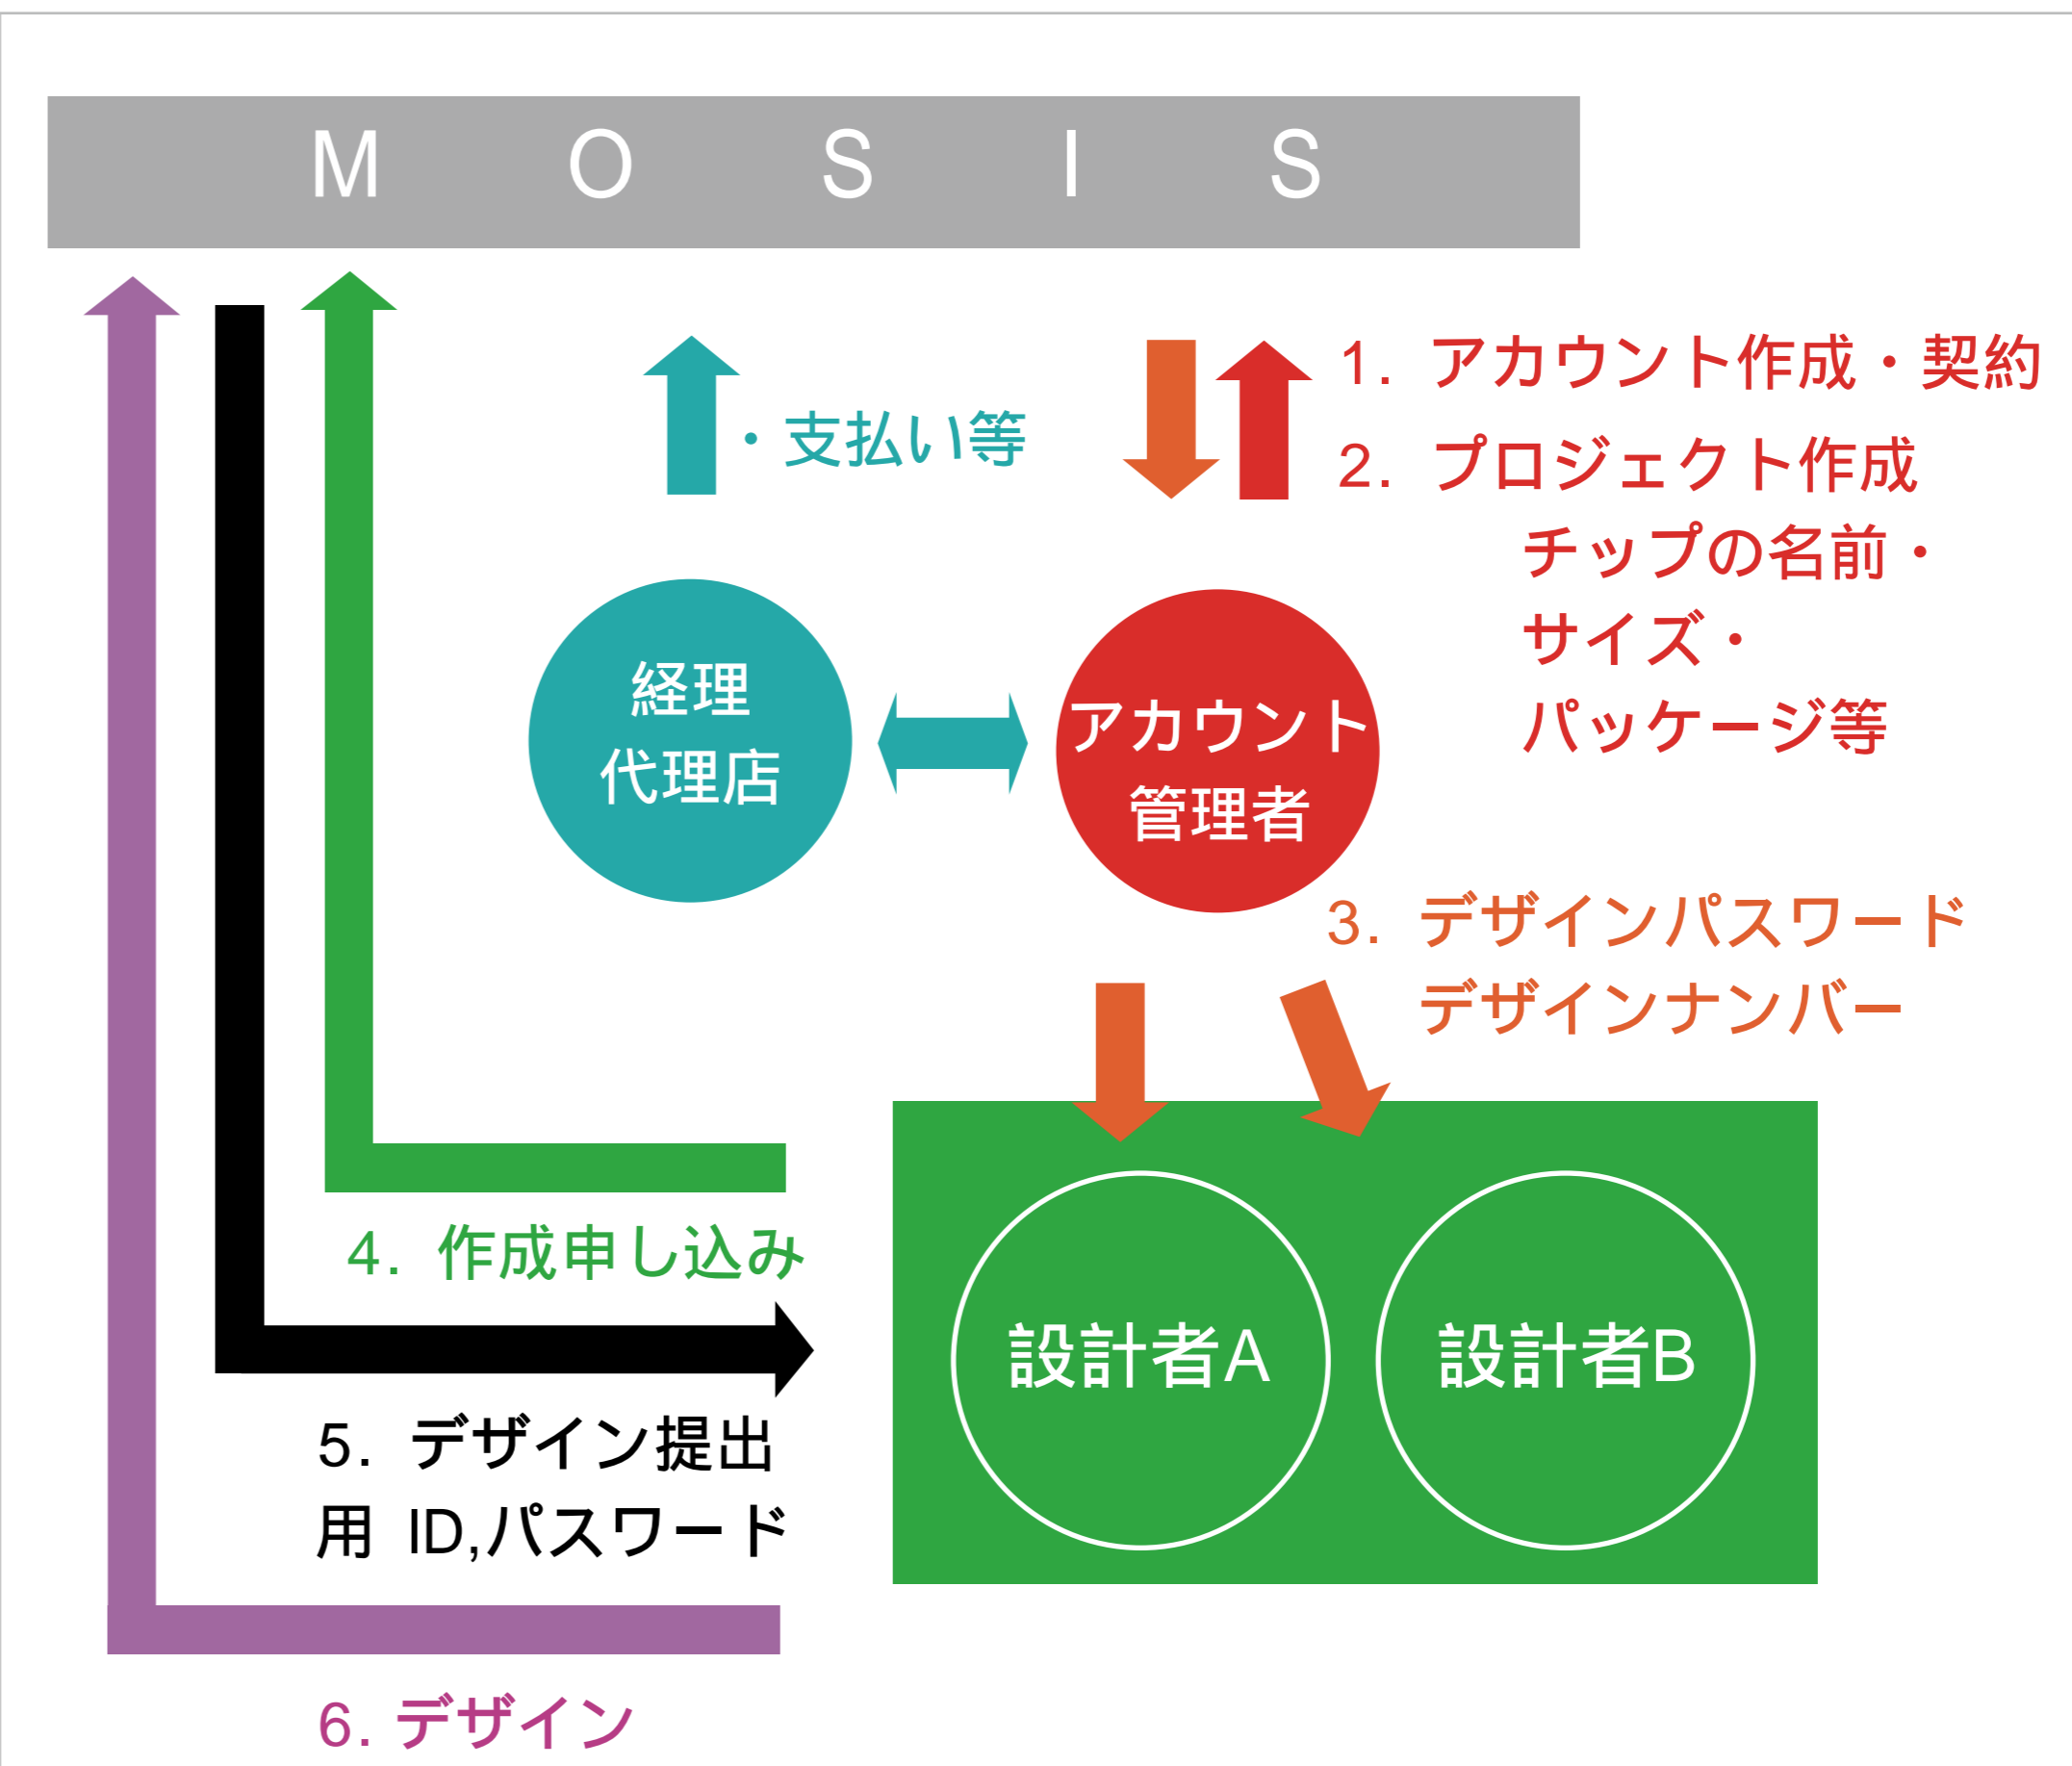 MOSIS
1. アカウント作成・契約
・支払い等
2. プロジェクト作成
チップの名前・
サイズ・
パッケージ等
経理
代理店
アカウント
管理者
3. デザインパスワード
デザインナンバー
4. 作成申し込み
設計者A
設計者B
5. デザイン提出
用 ID,パスワード
6. デザイン